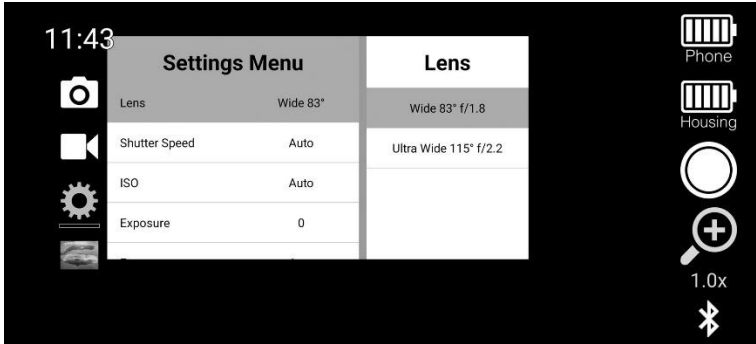 11:43
Settings Menu
Lens Wide 83°
Shutter Speed Auto
ISO Auto
Exposure 0
Lens
Wide 83° f/1.8
Ultra Wide 115° f/2.2
Phone
Housing
1.0x